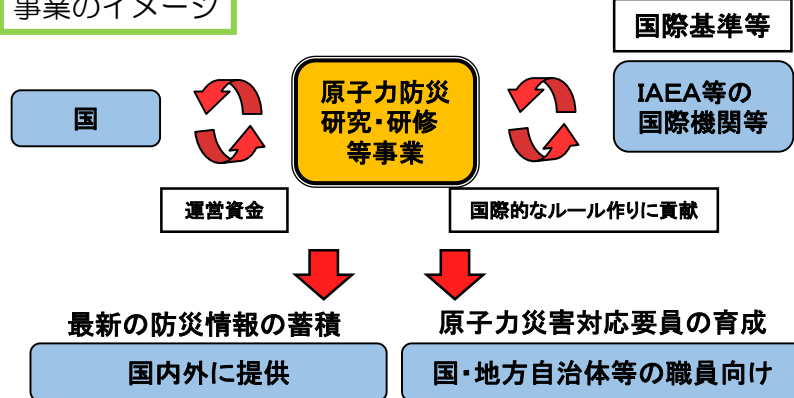 事業のイメージ
国際基準等
国
原子力防災
研究・研修
等事業
IAEA等の
国際機関等
運営資金
国際的なルール作りに貢献
最新の防災情報の蓄積
原子力災害対応要員の育成
国内外に提供
国・地方自治体等の職員向け